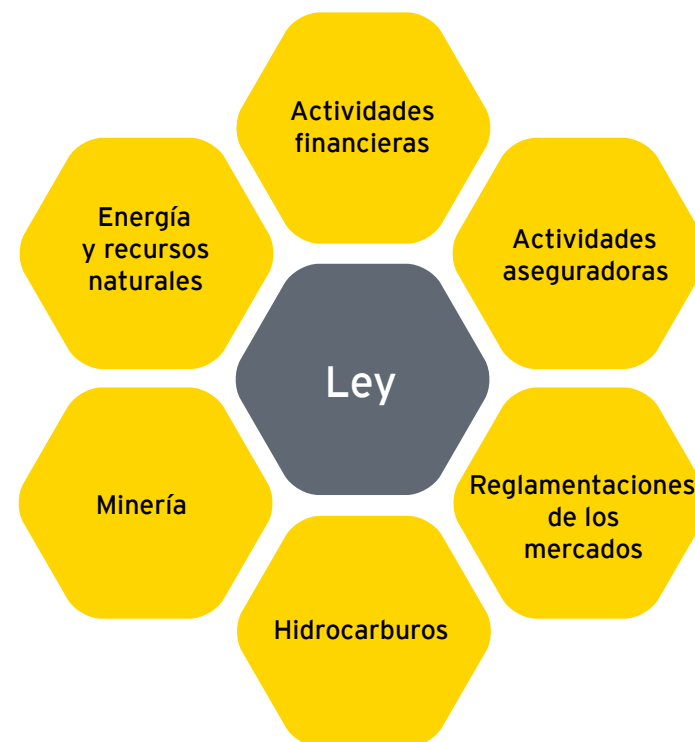 Actividades
financieras
Energía
y recursos
naturales
Actividades
aseguradoras
Ley
Minería
Reglamentaciones
de los
mercados
Hidrocarburos